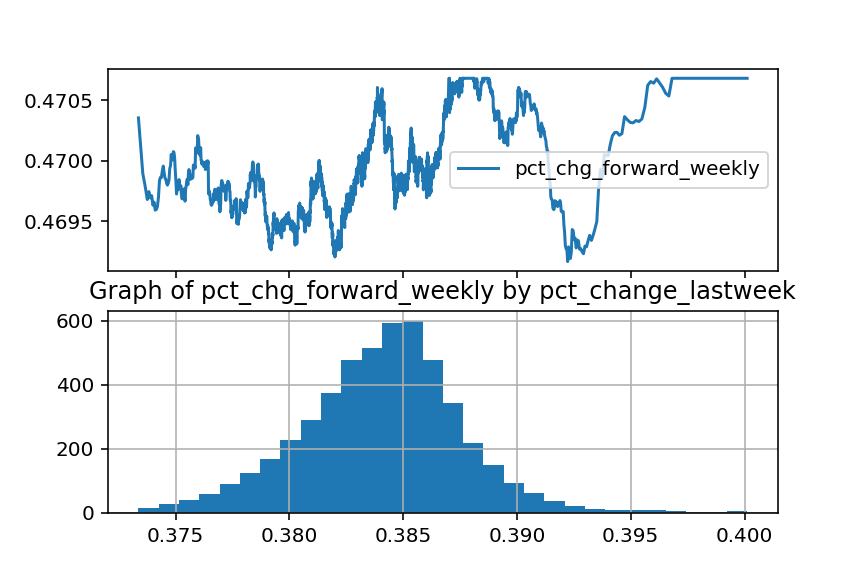 0.4705
0.4700
0.4695
pct_chg_forward_weekly
Graph of pct_chg_forward_weekly by pct_change_lastweek
600
400
200
0
0.375 0.380 0.385 0.390 0.395 0.400